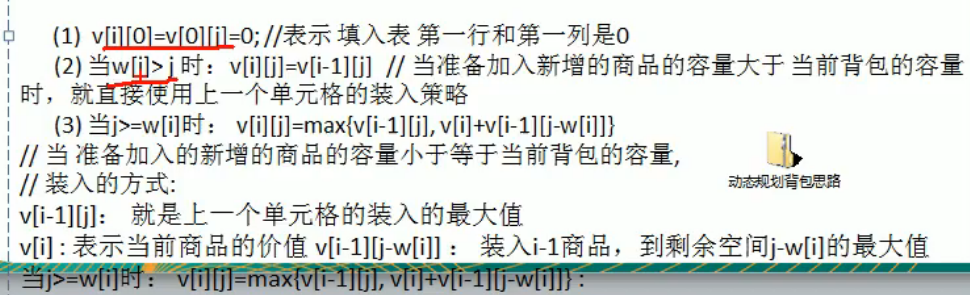 (1) v[i][0]=v[0][j]=0; //表示 填入表 第一行和第一列是0
(2) 当w[i]> j 时：v[i][j]=v[i-1][j] // 当准备加入新增的商品的容量大于 当前背包的容量
时，就直接使用上一个单元格的装入策略
(3) 当j>=w[i]时： v[i][j]=max{v[i-1][j], v[i]+v[i-1][j-w[i]]}
// 当 准备加入的新增的商品的容量小于等于当前背包的容量,
// 装入的方式:
v[i-1][j]： 就是上一个单元格的装入的最大值
v[i] : 表示当前商品的价值 v[i-1][j-w[i]] ： 装入i-1商品，到剩余空间j-w[i]的最大值
当j>=w[i]时： v[i][j]=max{v[i-1][j], v[i]+v[i-1][j-w[i]]} :
动态规划背包思路